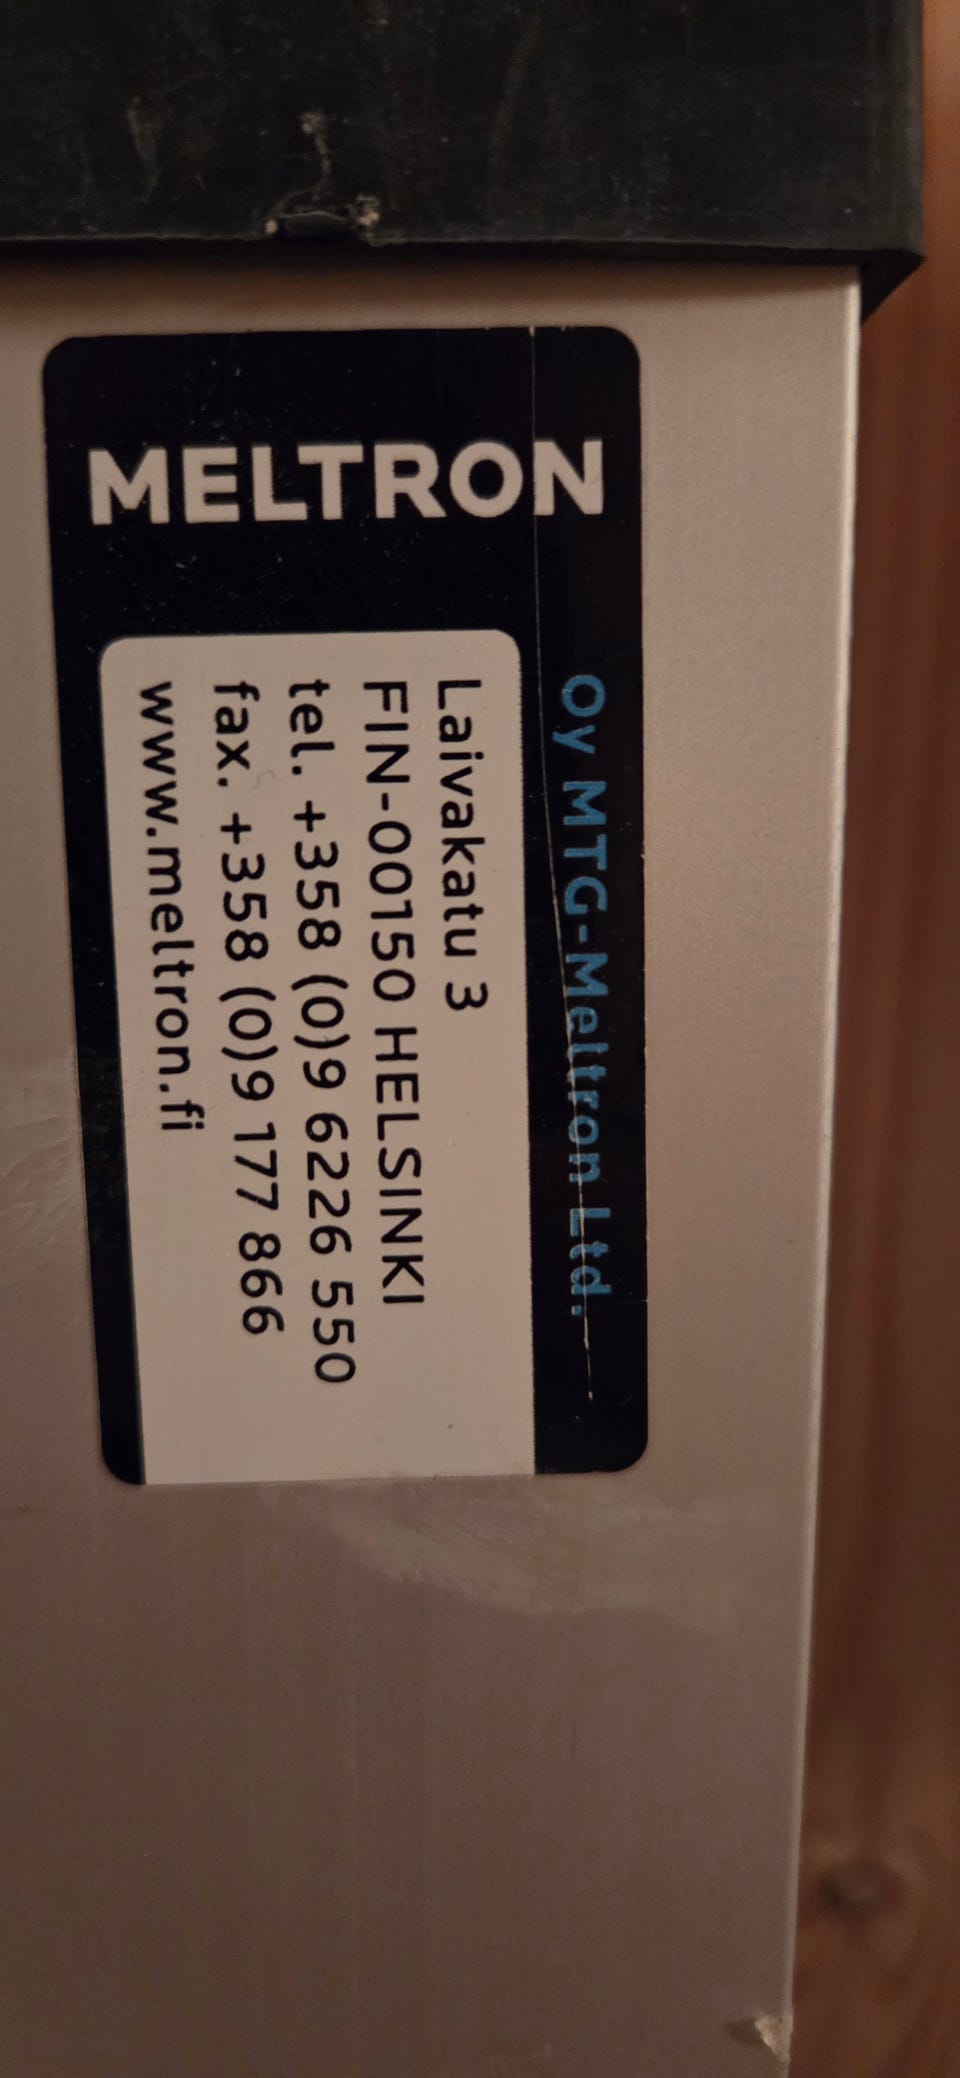 MELTRON
Oy MTG-Meltron Ltd.
Laivakatu 3
FIN-00150 HELSINKI
tel. +358 (0)9 6226 550
fax. +358 (0)9 177 866
www.meltron.fi